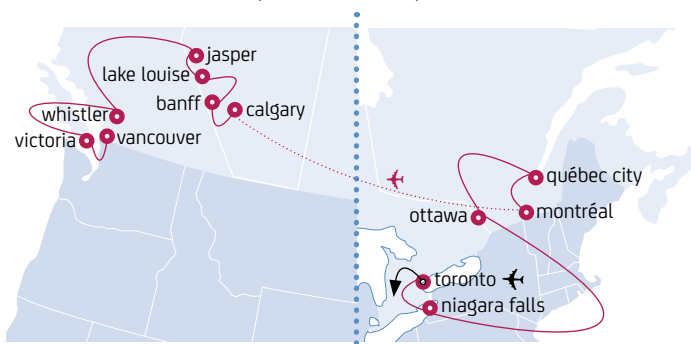 jasper
lake louise
banff
calgary
whistler
victoria
vancouver
québec city
ottawa
montréal
toronto
niagara falls